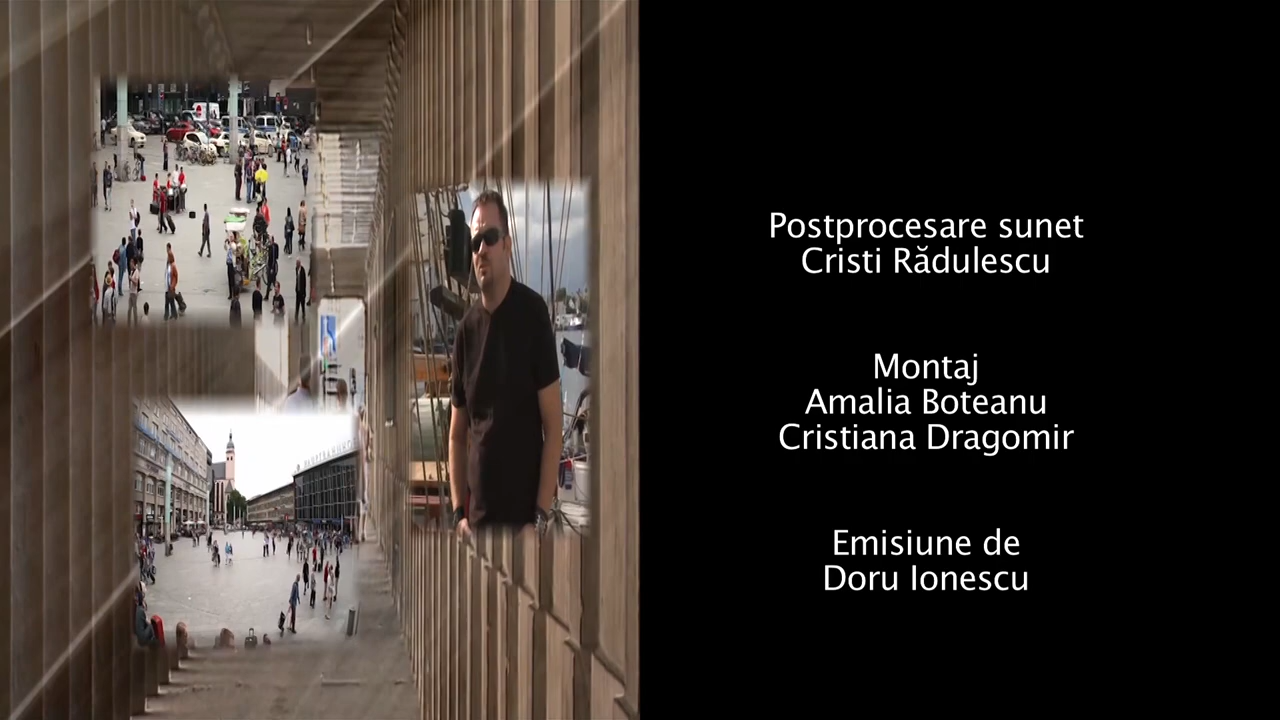 Postprocesare sunet
Cristi Rădulescu
Montaj
Amalia Boteanu
Cristiana Dragomir
Emisiune de
Doru Ionescu